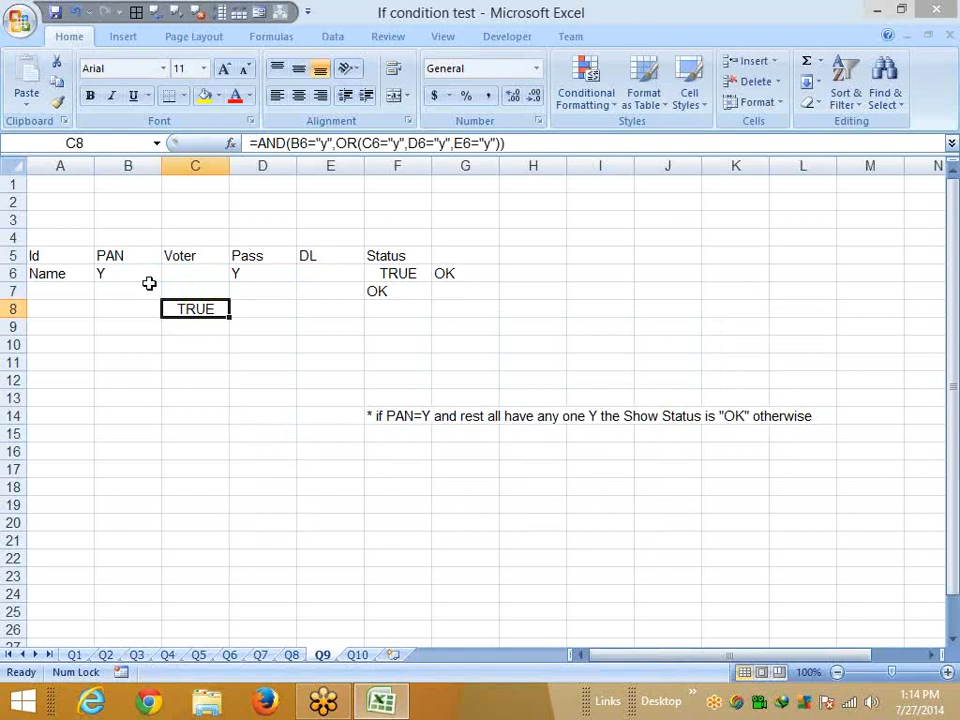 If condition test - Microsoft Excel
Home Insert Page Layout Formulas Data Review View Developer Team
Paste
Arial 11
B I U
General
$ % ,
Conditional Formatting
Format as Table
Cell Styles
Insert
Delete
Format
Σ
Sort & Filter
Find & Select
Clipboard Font Alignment Number Styles Cells Editing
C8 fx =AND(B6="y",OR(C6="y",D6="y",E6="y"))
A B C D E F G H I J K L M N
1
2
3
4
5 Id PAN Voter Pass DL Status
6 Name Y Y TRUE OK
7 OK
8 TRUE
9
10
11
12
13
14 * if PAN=Y and rest all have any one Y the Show Status is "OK" otherwise
15
16
17
18
19
20
21
22
23
24
25
26
27
Q1 Q2 Q3 Q4 Q5 Q6 Q7 Q8 Q9 Q10
Ready Num Lock 100%
Links Desktop 1:14 PM
7/27/2014